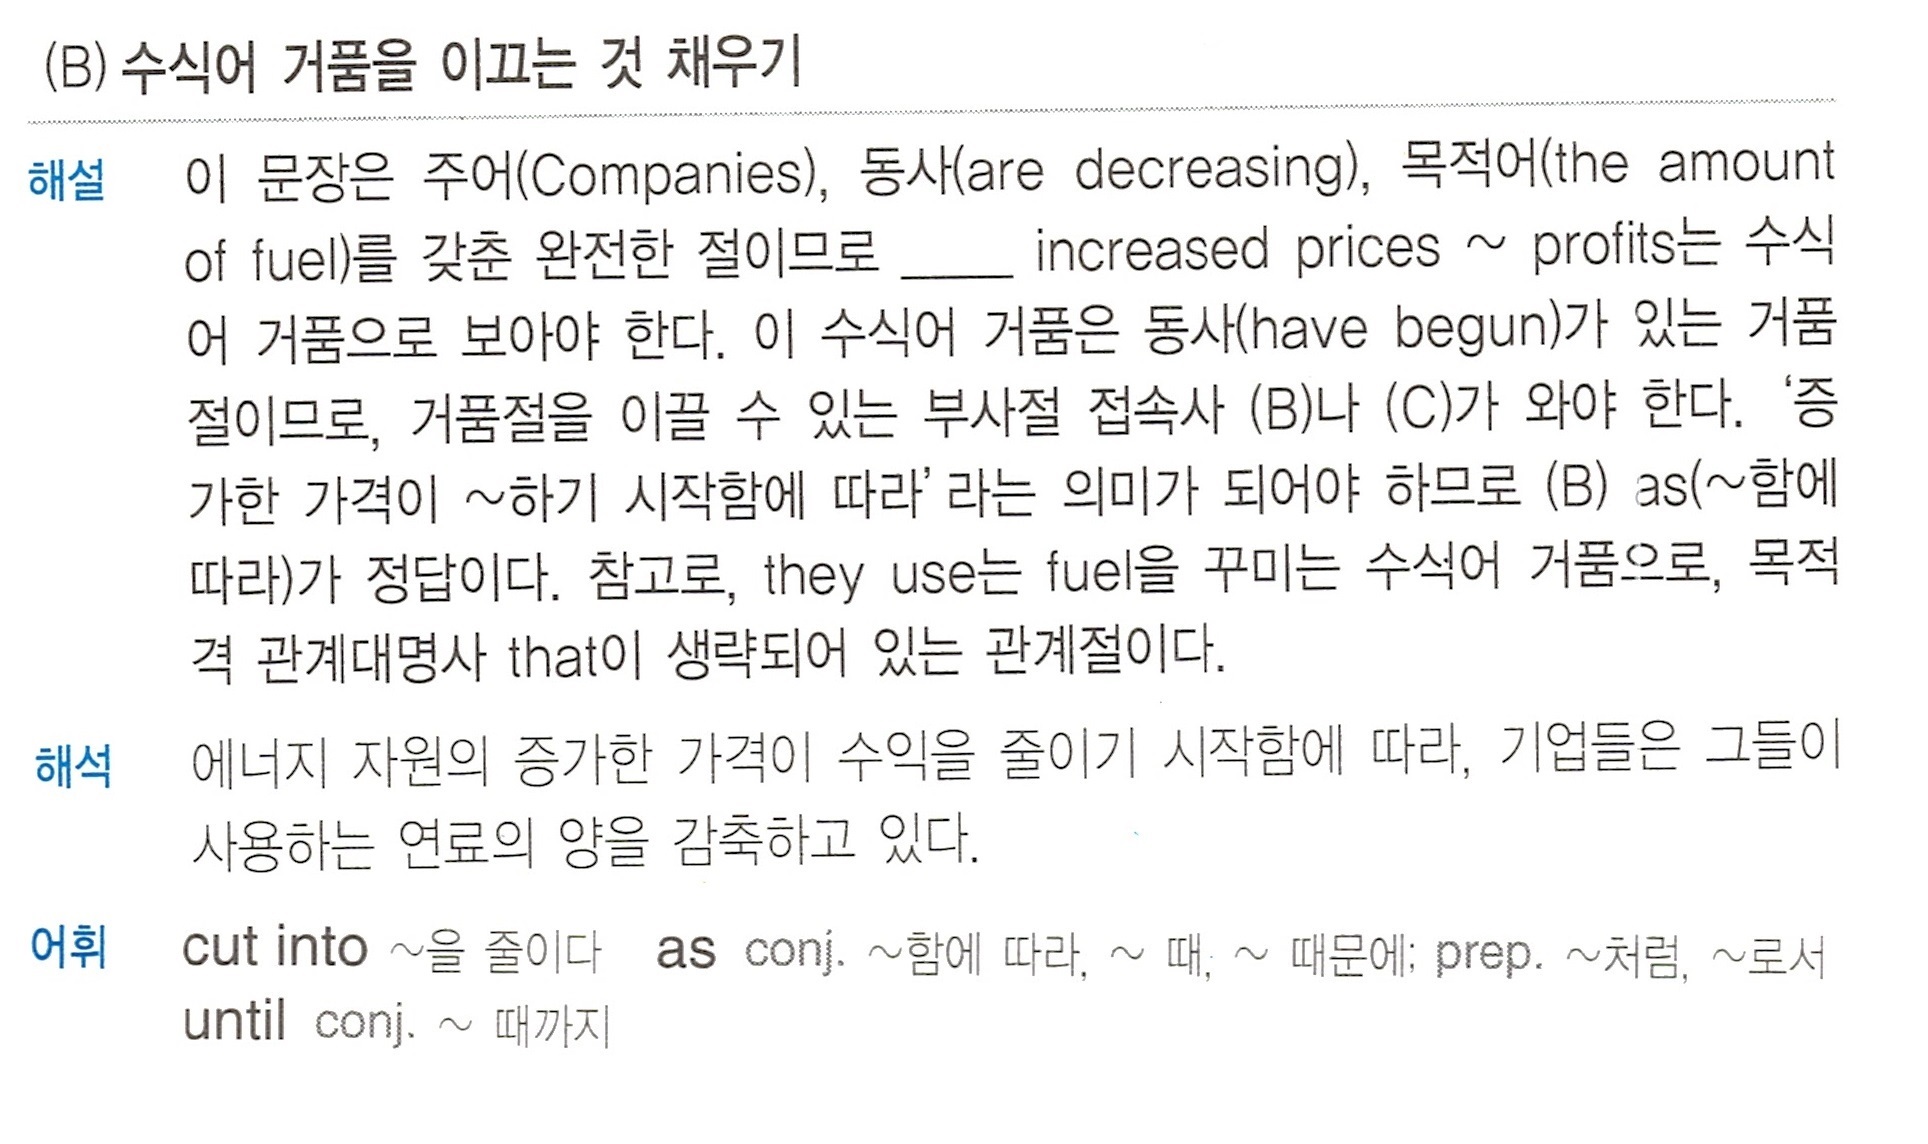 (B) 수식어 거품을 이끄는 것 채우기
해설 이 문장은 주어(Companies), 동사(are decreasing), 목적어(the amount
of fuel)를 갖춘 완전한 절이므로 ____ increased prices ~ profits는 수식
어 거품으로 보아야 한다. 이 수식어 거품은 동사(have begun)가 있는 거품
절이므로, 거품절을 이끌 수 있는 부사절 접속사 (B)나 (C)가 와야 한다. ‘증
가한 가격이 ~하기 시작함에 따라’라는 의미가 되어야 하므로 (B) as(~함에
따라)가 정답이다. 참고로, they use는 fuel을 꾸미는 수식어 거품으로, 목적
격 관계대명사 that이 생략되어 있는 관계절이다.
해석 에너지 자원의 증가한 가격이 수익을 줄이기 시작함에 따라, 기업들은 그들이
사용하는 연료의 양을 감축하고 있다.
어휘 cut into ~을 줄이다 as conj. ~함에 따라, ~ 때, ~ 때문에; prep. ~처럼, ~로서
until conj. ~ 때까지